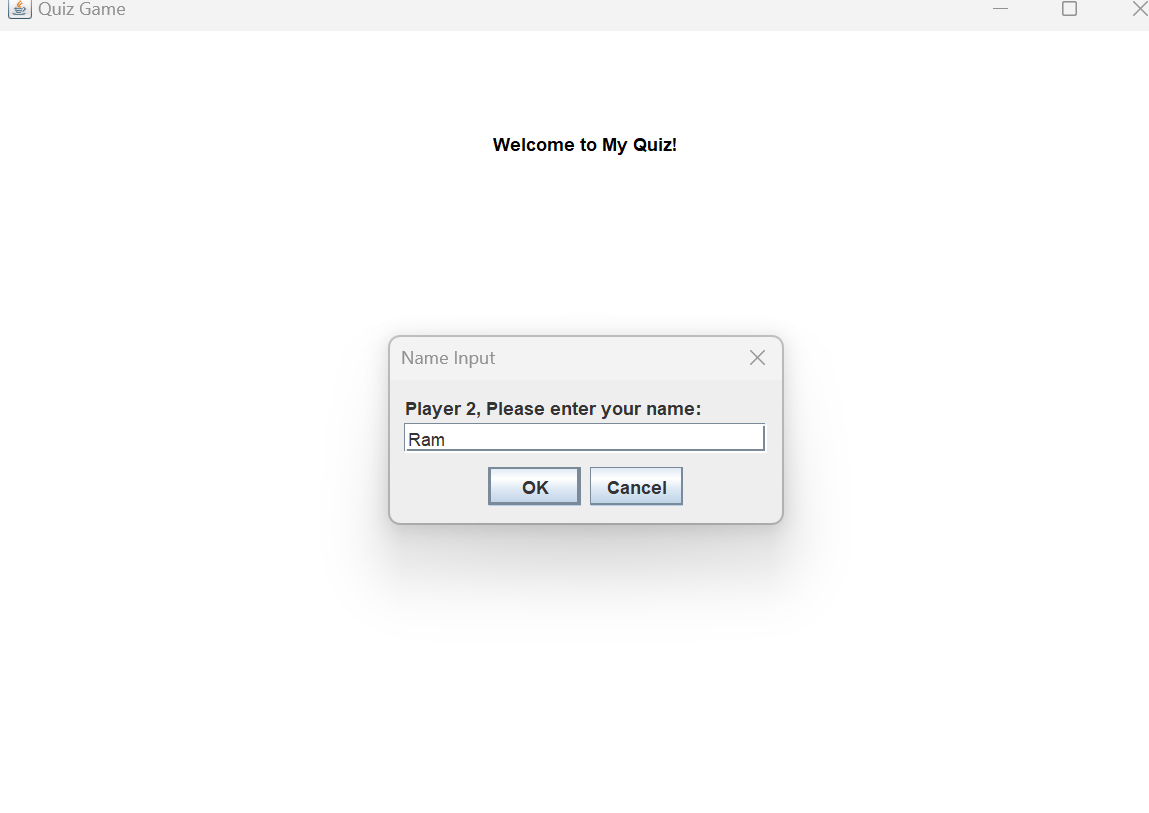 Quiz Game
Welcome to My Quiz!
Name Input
Player 2, Please enter your name:
Ram
OK Cancel